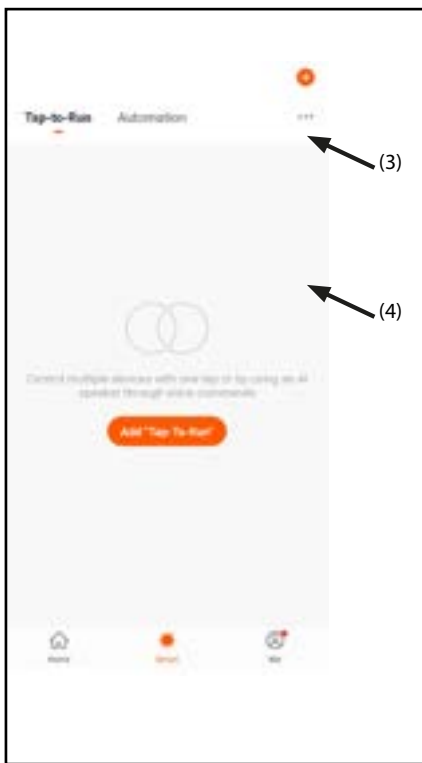 Tap-to-Run Automation ...
(3)
(4)
Control multiple devices with one tap or by using an AI
speaker through voice commands.
Add "Tap-To-Run"
Home Smart Me